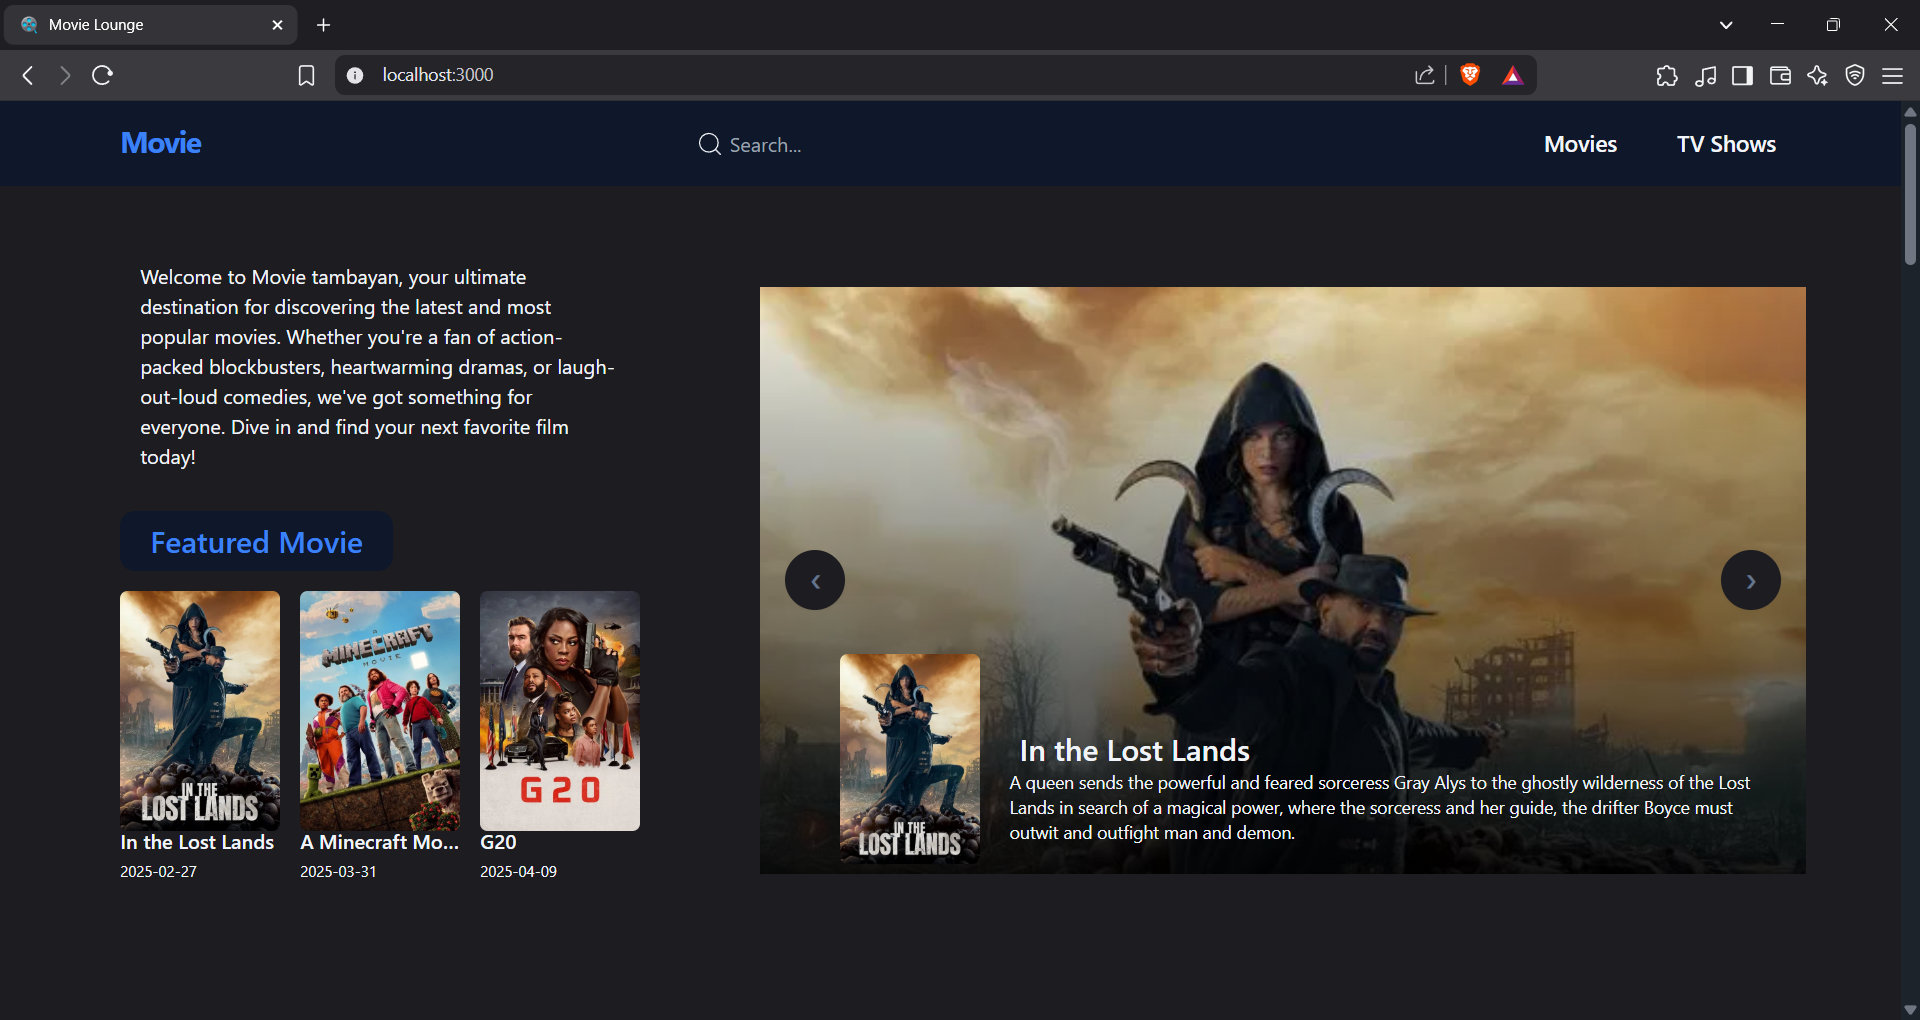 Movie Lounge
localhost:3000
Movie
Search...
Movies
TV Shows
Welcome to Movie tambayan, your ultimate
destination for discovering the latest and most
popular movies. Whether you're a fan of action-
packed blockbusters, heartwarming dramas, or laugh-
out-loud comedies, we've got something for
everyone. Dive in and find your next favorite film
today!
Featured Movie
IN THE
LOST LANDS
In the Lost Lands
2025-02-27
A
MINECRAFT
MOVIE
A Minecraft Mo...
2025-03-31
G20
G20
2025-04-09
IN THE
LOST LANDS
In the Lost Lands
A queen sends the powerful and feared sorceress Gray Alys to the ghostly wilderness of the Lost
Lands in search of a magical power, where the sorceress and her guide, the drifter Boyce must
outwit and outfight man and demon.